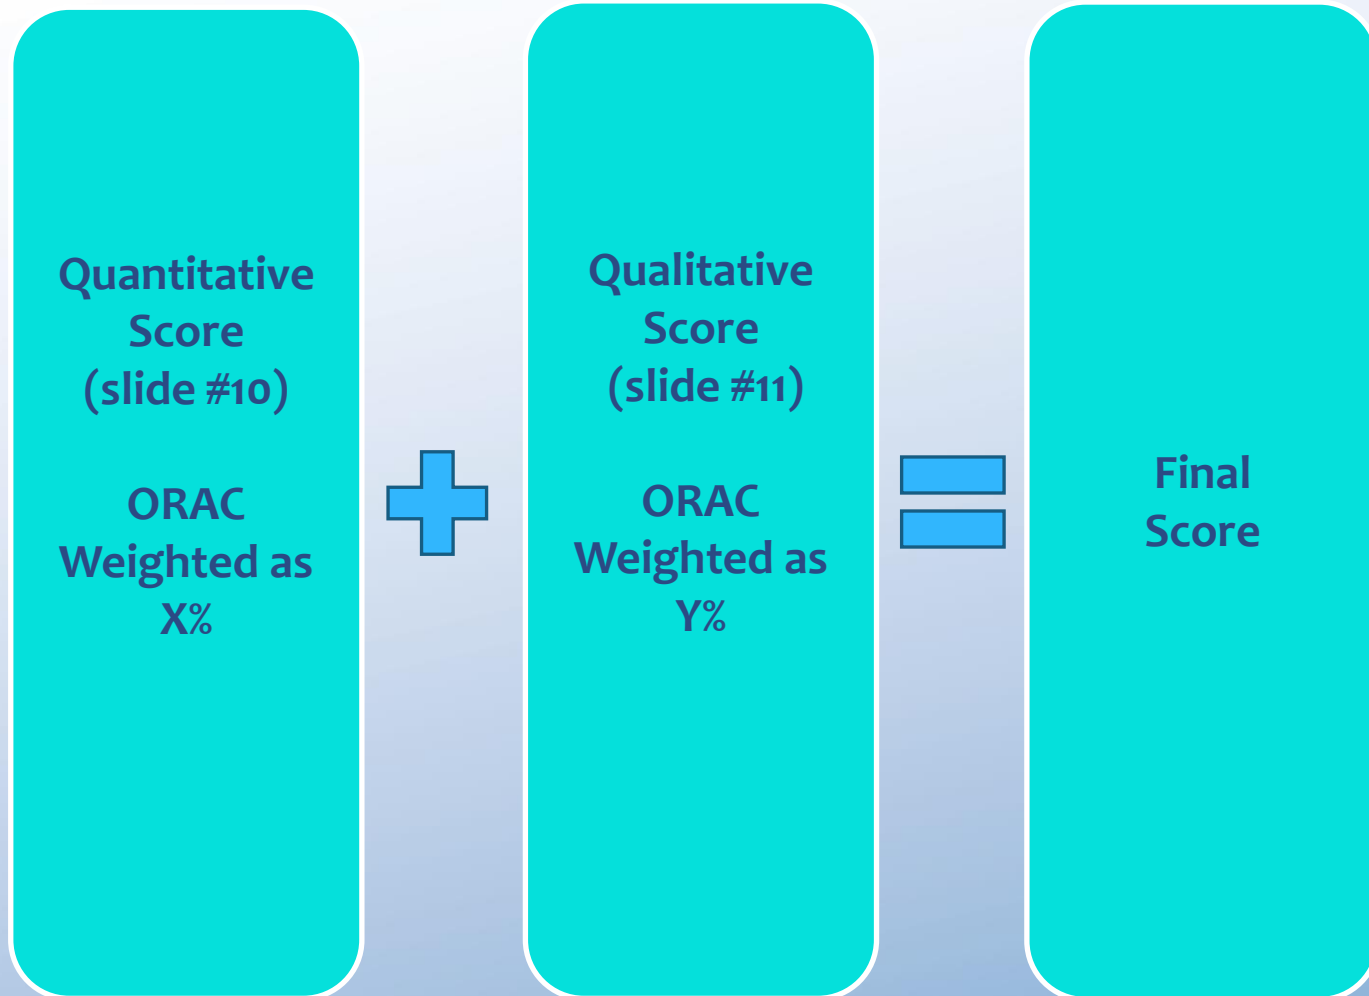 Quantitative
Score
(slide #10)
ORAC
Weighted as
X%
Qualitative
Score
(slide #11)
ORAC
Weighted as
Y%
Final
Score